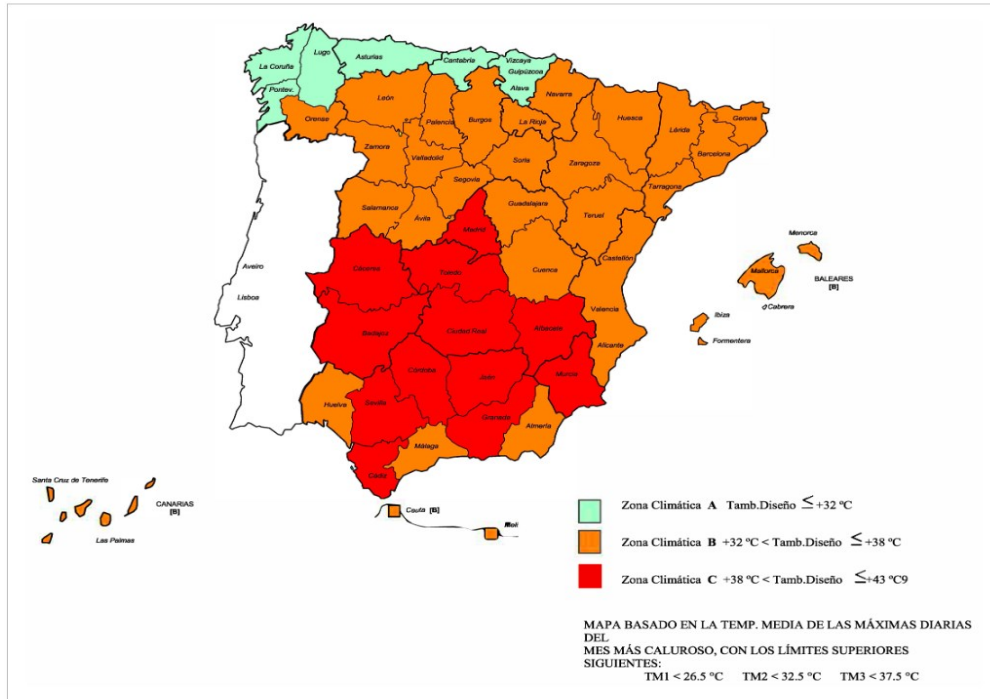 Lugo
La Coruña
Asturias
Cantabria
Vizcaya
Guipúzcoa
Alava
Pontev.
Orense
León
Palencia
Burgos
La Rioja
Navarra
Huesca
Lérida
Gerona
Barcelona
Zamora
Valladolid
Soria
Zaragoza
Tarragona
Segovia
Salamanca
Ávila
Guadalajara
Teruel
Madrid
Castellón
Menorca
Aveiro
Cáceres
Toledo
Cuenca
Mallorca
BALEARES
[B]
Lisboa
Cabrera
Valencia
Ibiza
Badajoz
Ciudad Real
Albacete
Formentera
Alicante
Córdoba
Jaén
Murcia
Huelva
Sevilla
Granada
Almería
Málaga
Cádiz
Santa Cruz de Tenerife
CANARIAS
[B]
Las Palmas
Ceuta [B]
Zona Climática A Tamb.Diseño ≤ +32 ºC
Zona Climática B +32 ºC < Tamb.Diseño ≤ +38 ºC
Zona Climática C +38 ºC < Tamb.Diseño ≤+43 ºC9
MAPA BASADO EN LA TEMP. MEDIA DE LAS MÁXIMAS DIARIAS
DEL
MES MÁS CALUROSO, CON LOS LÍMITES SUPERIORES
SIGUIENTES:
TM1 < 26.5 ºC TM2 < 32.5 ºC TM3 < 37.5 ºC